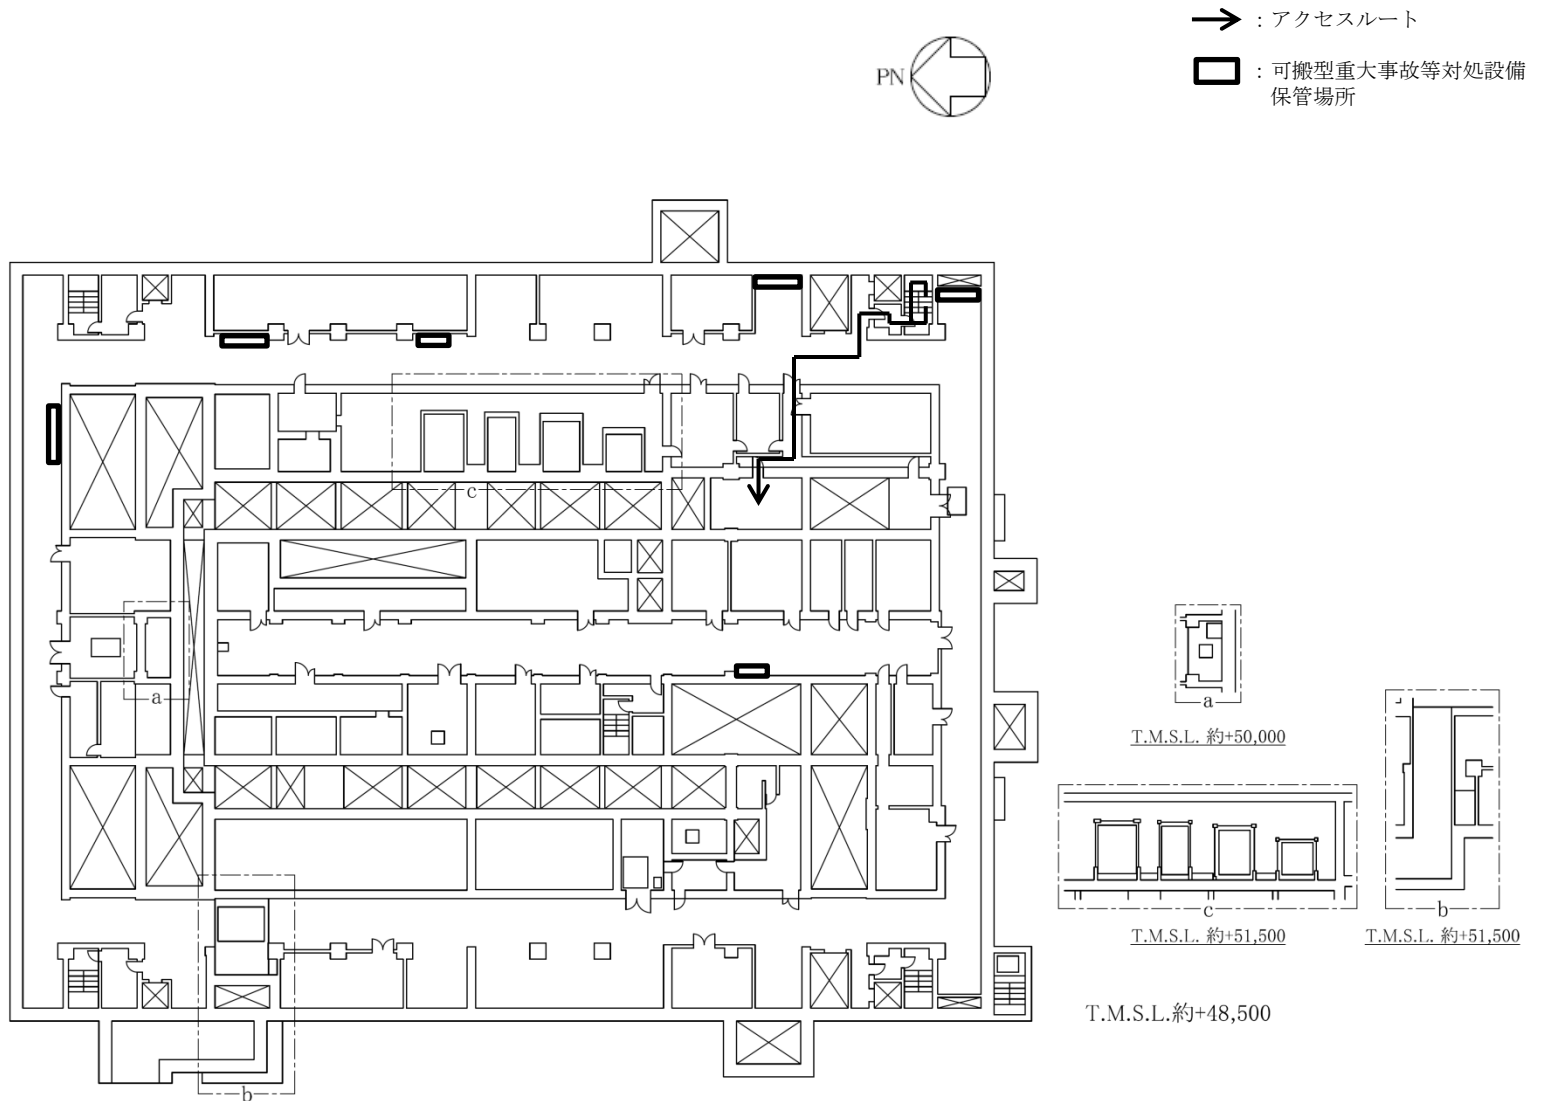 ：アクセスルート
PN
：可搬型重大事故等対処設備
保管場所
c
a
a
T.M.S.L. 約+50,000
c
T.M.S.L. 約+51,500
b
T.M.S.L. 約+51,500
T.M.S.L.約+48,500
b